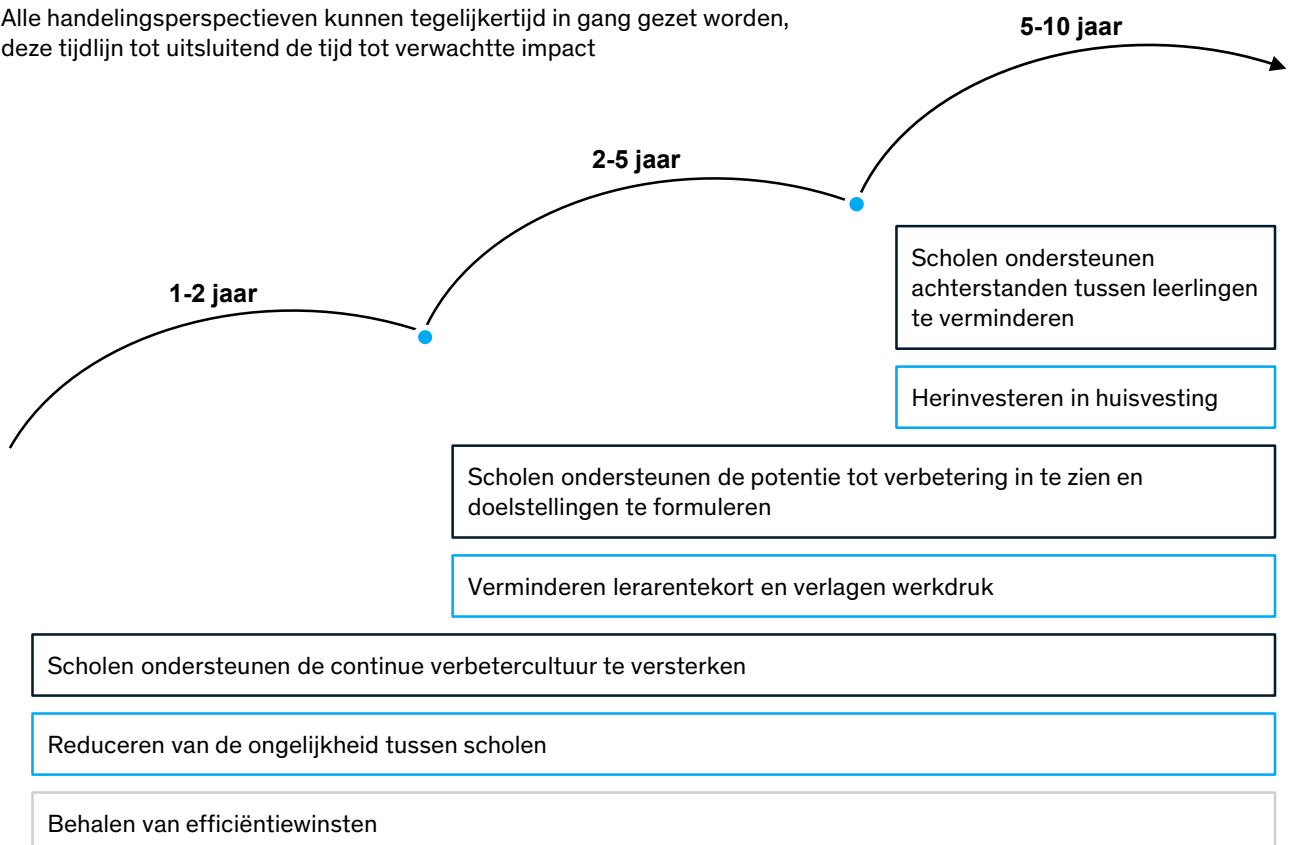 Alle handelingsperspectieven kunnen tegelijkertijd in gang gezet worden,
deze tijdlijn tot uitsluitend de tijd tot verwachtte impact
5-10 jaar
2-5 jaar
1-2 jaar
Scholen ondersteunen
achterstanden tussen leerlingen
te verminderen
Herinvesteren in huisvesting
Scholen ondersteunen de potentie tot verbetering in te zien en
doelstellingen te formuleren
Verminderen lerarentekort en verlagen werkdruk
Scholen ondersteunen de continue verbetercultuur te versterken
Reduceren van de ongelijkheid tussen scholen
Behalen van efficiëntiewinsten